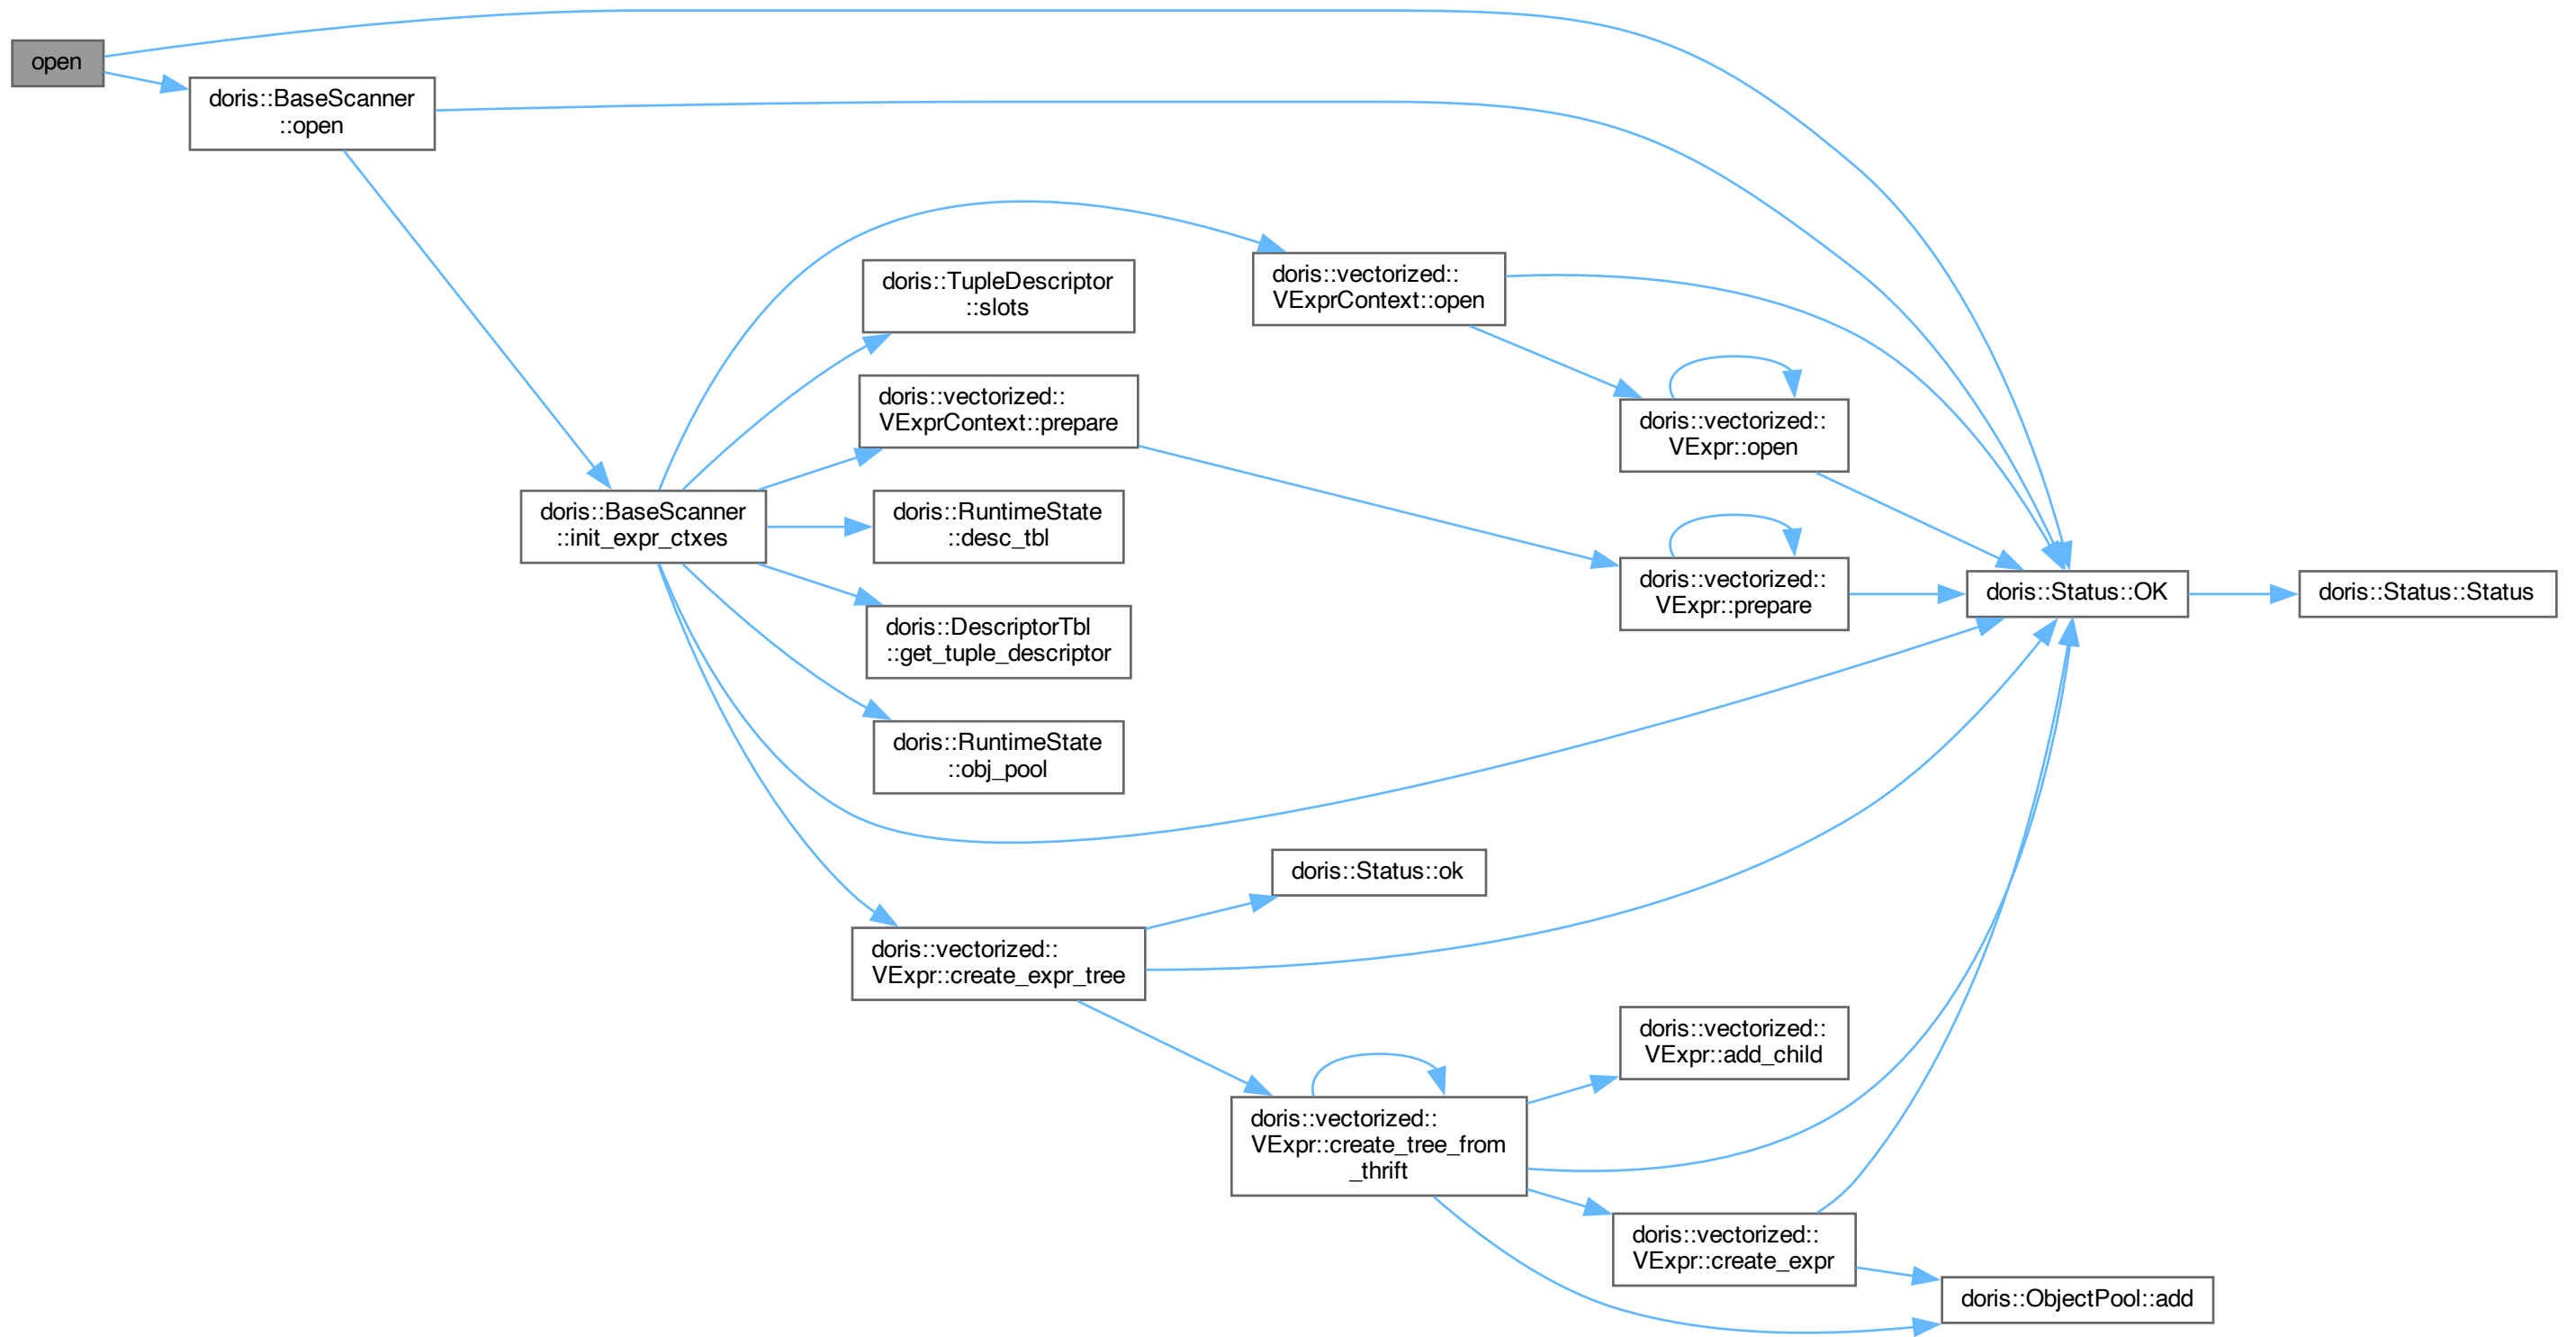 open
doris::BaseScanner
::open
doris::vectorized::
VExprContext::open
doris::TupleDescriptor
::slots
doris::vectorized::
VExprContext::prepare
doris::vectorized::
VExpr::open
doris::BaseScanner
::init_expr_ctxes
doris::RuntimeState
::desc_tbl
doris::vectorized::
VExpr::prepare
doris::Status::OK
doris::Status::Status
doris::DescriptorTbl
::get_tuple_descriptor
doris::RuntimeState
::obj_pool
doris::Status::ok
doris::vectorized::
VExpr::create_expr_tree
doris::vectorized::
VExpr::add_child
doris::vectorized::
VExpr::create_tree_from
_thrift
doris::vectorized::
VExpr::create_expr
doris::ObjectPool::add